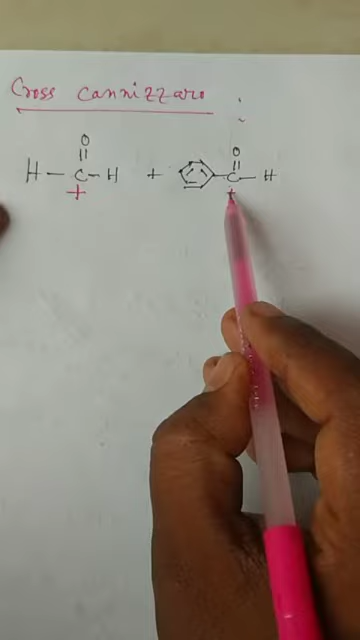 Cross Cannizzaro :
O O
H - C - H + C - H
+ +